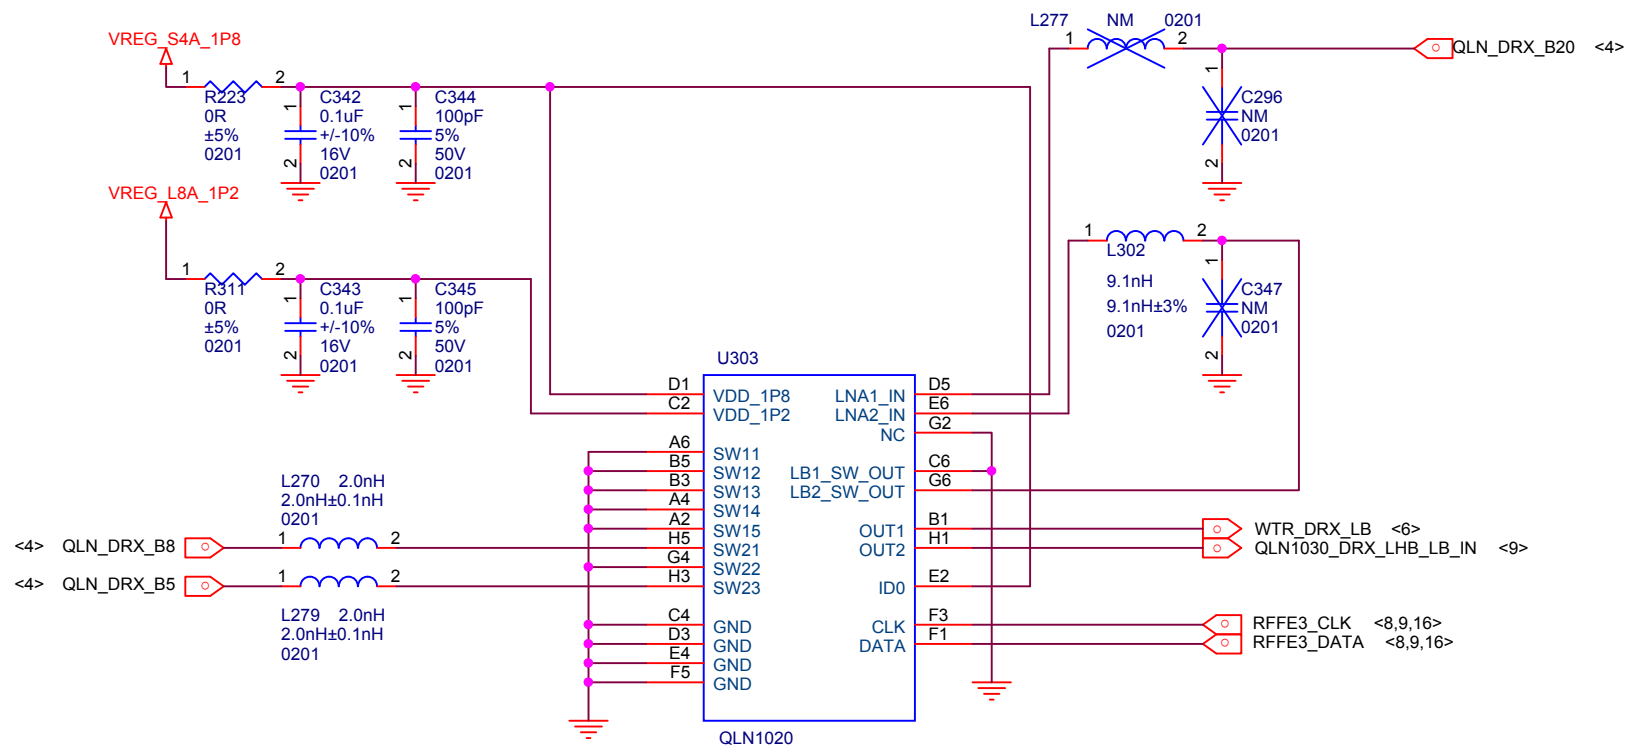 L277 NM 0201
1 2
QLN_DRX_B20 <4>
VREG_S4A_1P8
1 2
R223
0R
±5%
0201
1
C342
0.1uF
+/-10%
16V
0201
2
1
C344
100pF
5%
50V
0201
2
1
C296
NM
0201
2
VREG_L8A_1P2
1 2
R311
0R
±5%
0201
1
C343
0.1uF
+/-10%
16V
0201
2
1
C345
100pF
5%
50V
0201
2
1 2
L302
9.1nH
9.1nH±3%
0201
1
C347
NM
0201
2
U303
D1 VDD_1P8 LNA1_IN D5
C2 VDD_1P2 LNA2_IN E6
NC G2
A6 SW11
B5 SW12 LB1_SW_OUT C6
B3 SW13 LB2_SW_OUT G6
A4 SW14
A2 SW15 OUT1 B1 WTR_DRX_LB <6>
H5 SW21 OUT2 H1 QLN1030_DRX_LHB_LB_IN <9>
G4 SW22
H3 SW23 ID0 E2
C4 GND CLK F3 RFFE3_CLK <8,9,16>
D3 GND DATA F1 RFFE3_DATA <8,9,16>
E4 GND
F5 GND
L270 2.0nH
2.0nH±0.1nH
0201
<4> QLN_DRX_B8 1 2
<4> QLN_DRX_B5 1 2
L279 2.0nH
2.0nH±0.1nH
0201
QLN1020